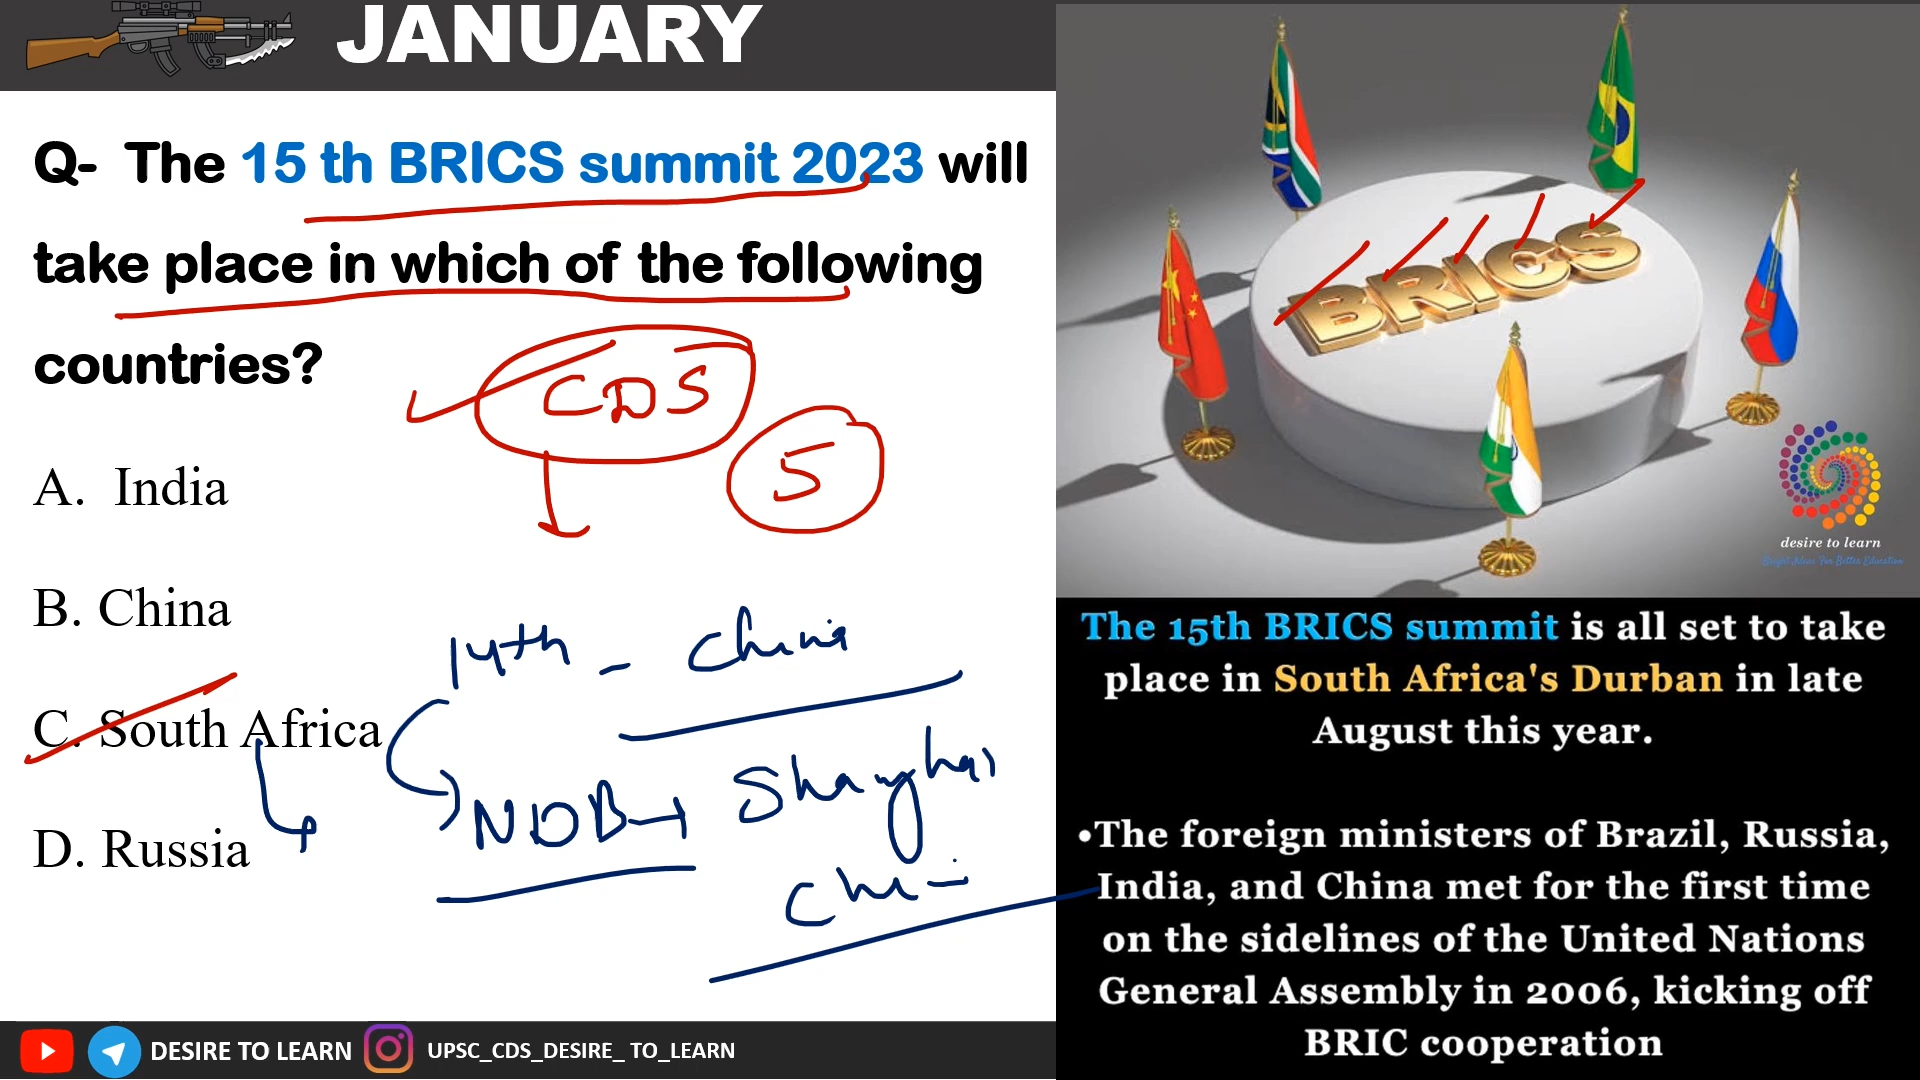 JANUARY
Q- The 15 th BRICS summit 2023 will
take place in which of the following
countries?
CDS
5
A. India
B. China
14th - China
C. South Africa
NDB Shanghai
D. Russia
DESIRE TO LEARN
UPSC_CDS_DESIRE_ TO_LEARN
BRICS
desire to learn
The 15th BRICS summit is all set to take
place in South Africa's Durban in late
August this year.
•The foreign ministers of Brazil, Russia,
India, and China met for the first time
on the sidelines of the United Nations
General Assembly in 2006, kicking off
BRIC cooperation